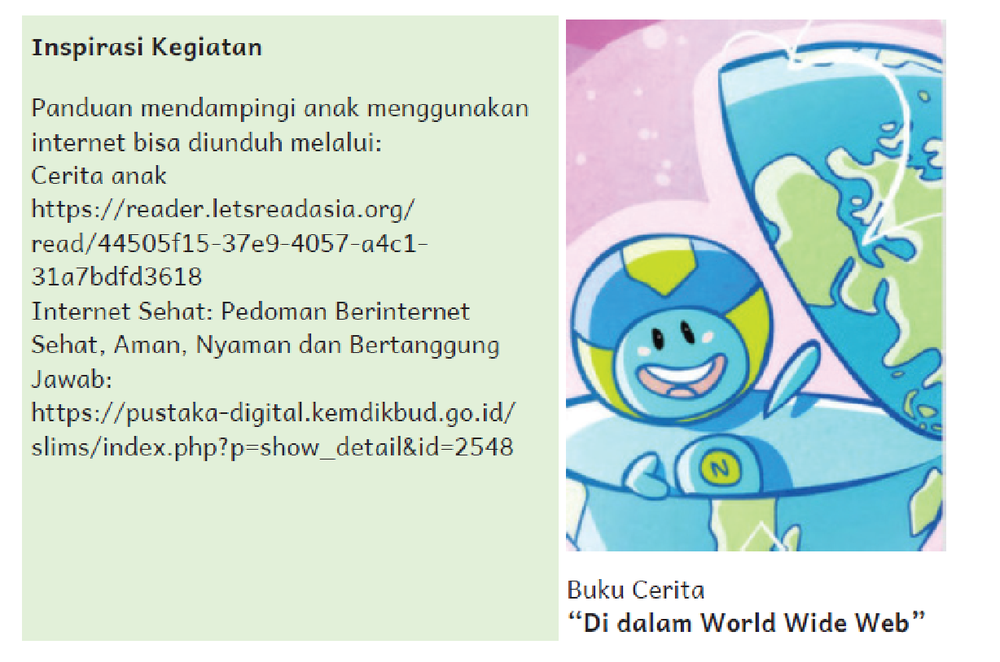 Inspirasi Kegiatan
Panduan mendampingi anak menggunakan
internet bisa diunduh melalui:
Cerita anak
https://reader.letsreadasia.org/
read/44505f15-37e9-4057-a4c1-
31a7bdfd3618
Internet Sehat: Pedoman Berinternet
Sehat, Aman, Nyaman dan Bertanggung
Jawab:
https://pustaka-digital.kemdikbud.go.id/
slims/index.php?p=show_detail&id=2548
N
Buku Cerita
“Di dalam World Wide Web”